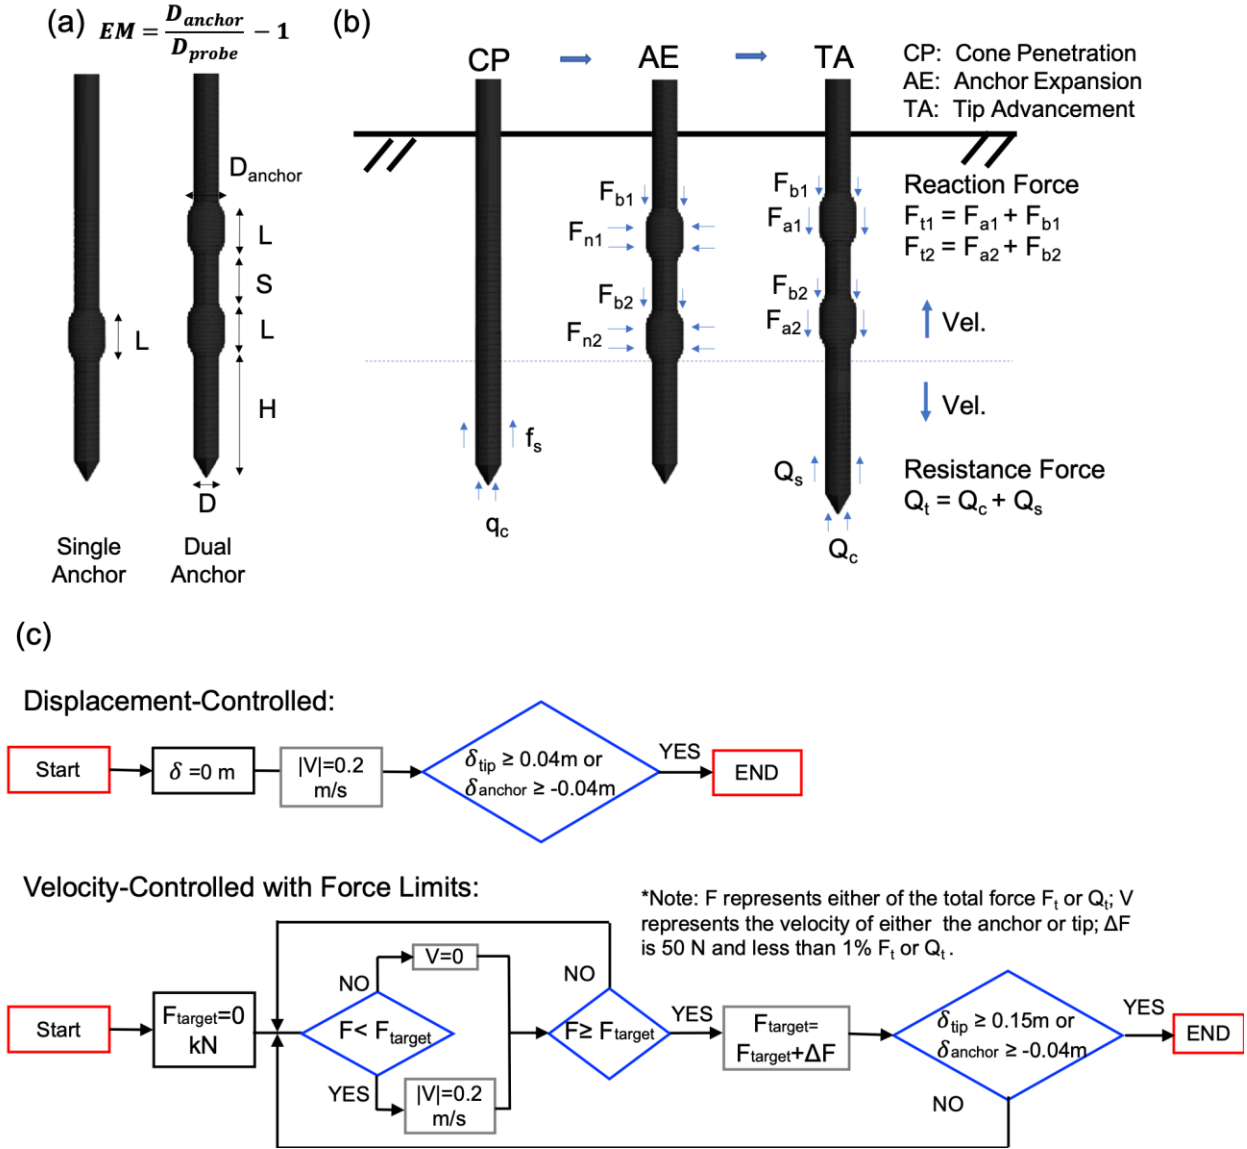 (a) EM = D_anchor / D_probe − 1
D_anchor
L
S
L
L
H
D
Single
Anchor
Dual
Anchor
(b)
CP
AE
TA
CP: Cone Penetration
AE: Anchor Expansion
TA: Tip Advancement
F_b1
F_n1
F_b2
F_n2
F_b1
F_a1
F_b2
F_a2
f_s
q_c
Q_s
Q_c
Reaction Force
F_t1 = F_a1 + F_b1
F_t2 = F_a2 + F_b2
Vel.
Vel.
Resistance Force
Q_t = Q_c + Q_s
(c)
Displacement-Controlled:
Start
δ =0 m
|V|=0.2
m/s
δ_tip ≥ 0.04m or
δ_anchor ≥ -0.04m
YES
END
Velocity-Controlled with Force Limits:
*Note: F represents either of the total force F_t or Q_t; V
represents the velocity of either the anchor or tip; ΔF
is 50 N and less than 1% F_t or Q_t .
Start
F_target=0
kN
F< F_target
NO
V=0
YES
|V|=0.2
m/s
F≥ F_target
NO
YES
F_target=
F_target+ΔF
δ_tip ≥ 0.15m or
δ_anchor ≥ -0.04m
YES
END
NO